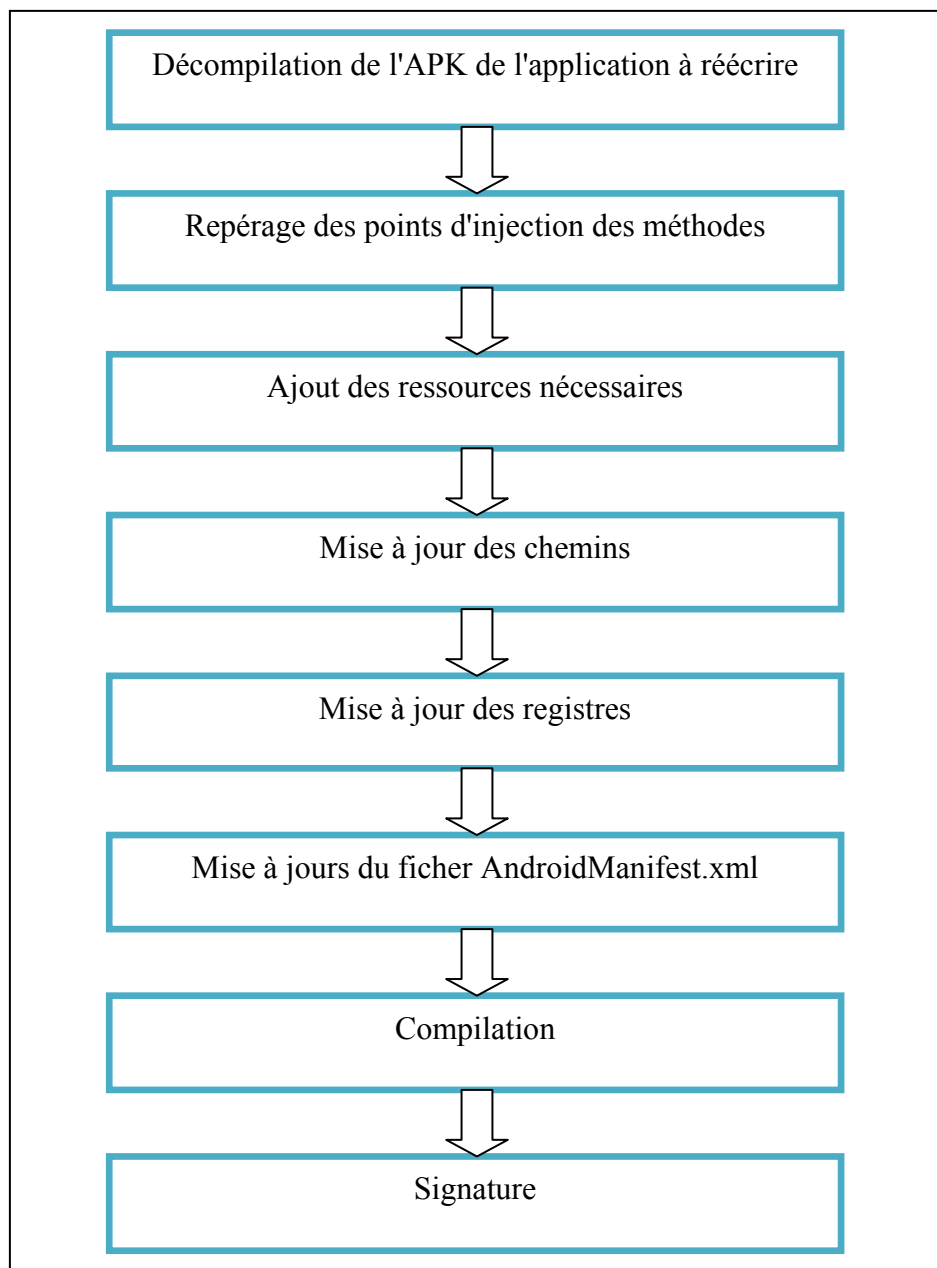 Décompilation de l'APK de l'application à réécrire
Repérage des points d'injection des méthodes
Ajout des ressources nécessaires
Mise à jour des chemins
Mise à jour des registres
Mise à jours du ficher AndroidManifest.xml
Compilation
Signature